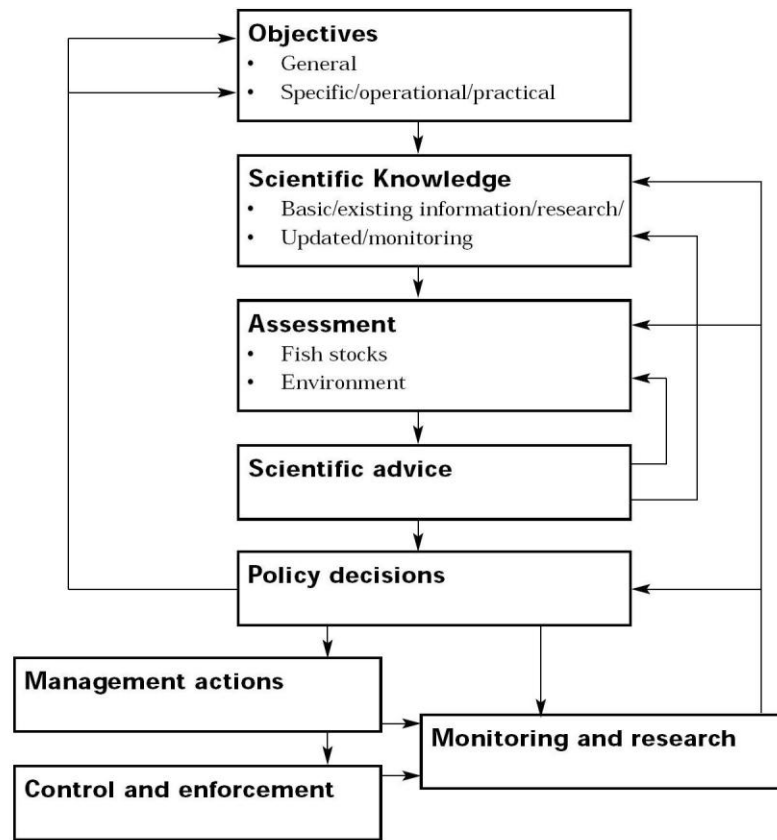 Objectives
• General
• Specific/operational/practical
Scientific Knowledge
• Basic/existing information/research/
• Updated/monitoring
Assessment
• Fish stocks
• Environment
Scientific advice
Policy decisions
Management actions
Monitoring and research
Control and enforcement